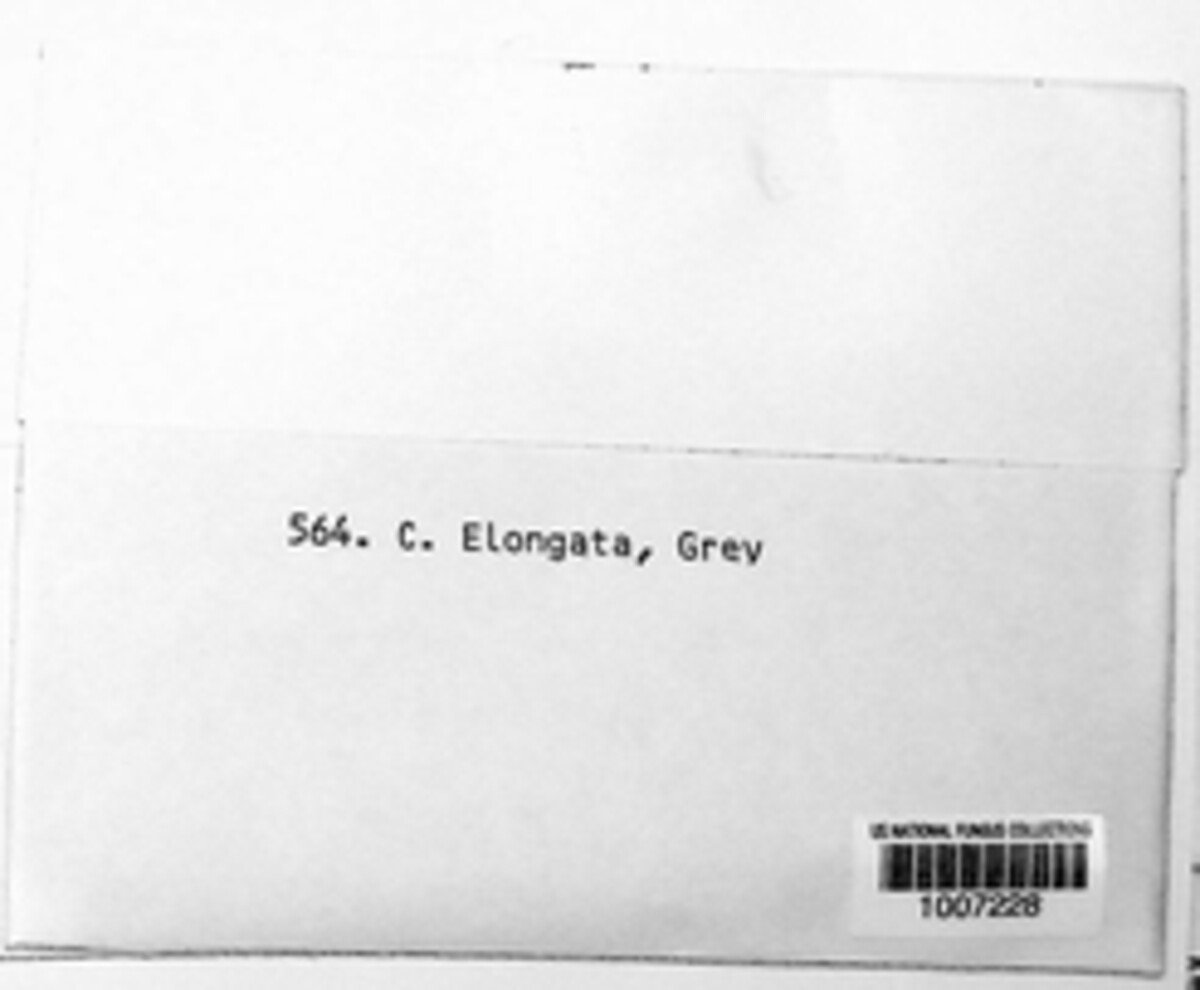 564. C. Elongata, Grev
US NATIONAL FUNGUS COLLECTIONS
1007228